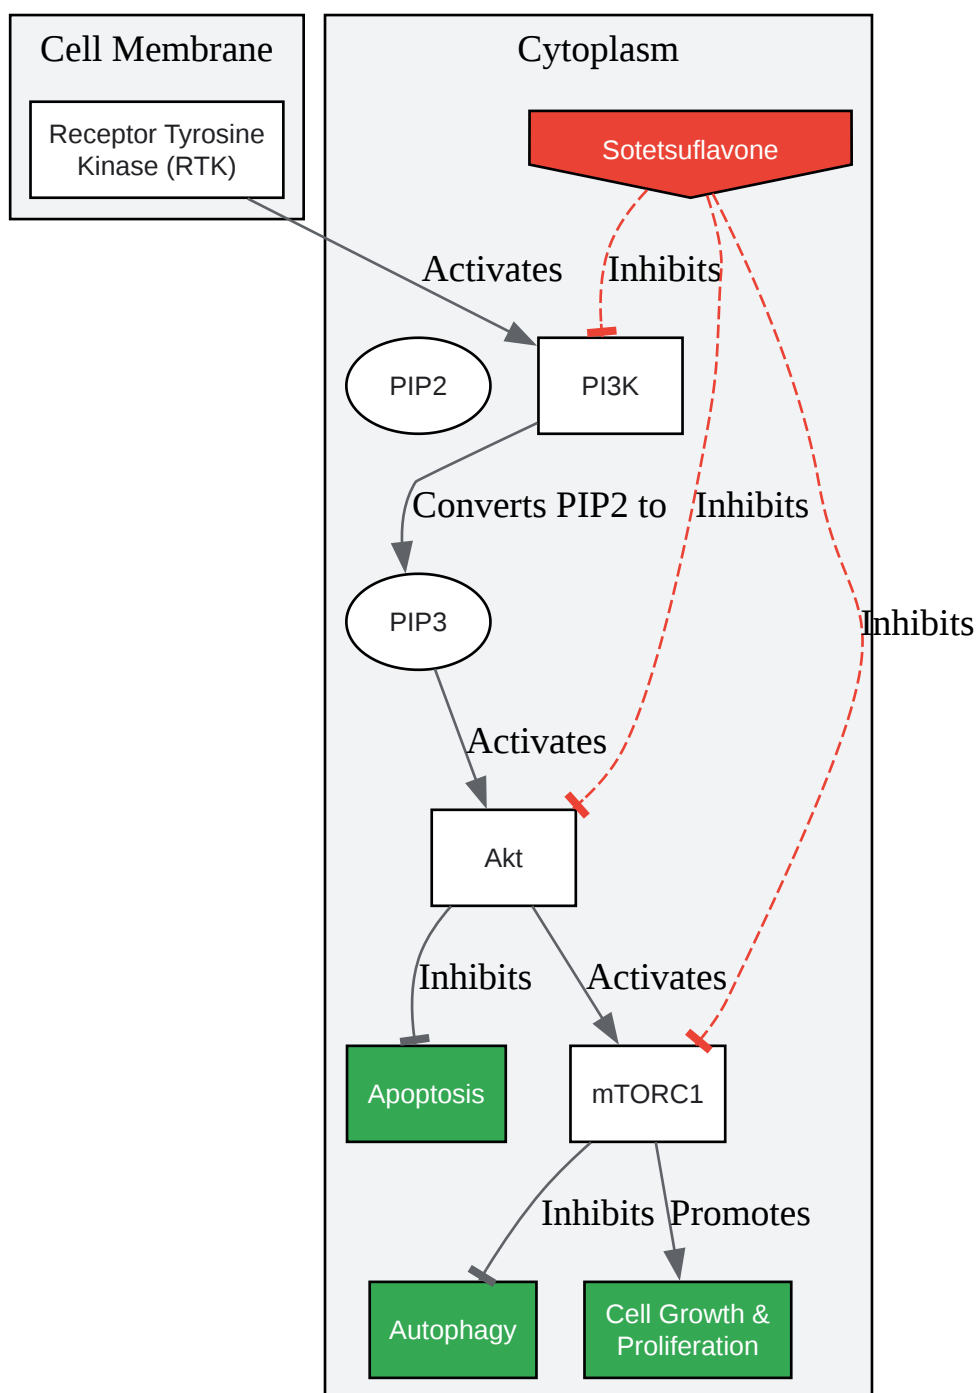 Cell Membrane
Cytoplasm
Receptor Tyrosine
Kinase (RTK)
Sotetsuflavone
Activates
Inhibits
PIP2
PI3K
Converts PIP2 to
Inhibits
PIP3
Inhibits
Activates
Akt
Inhibits
Activates
Apoptosis
mTORC1
Inhibits
Promotes
Autophagy
Cell Growth &
Proliferation